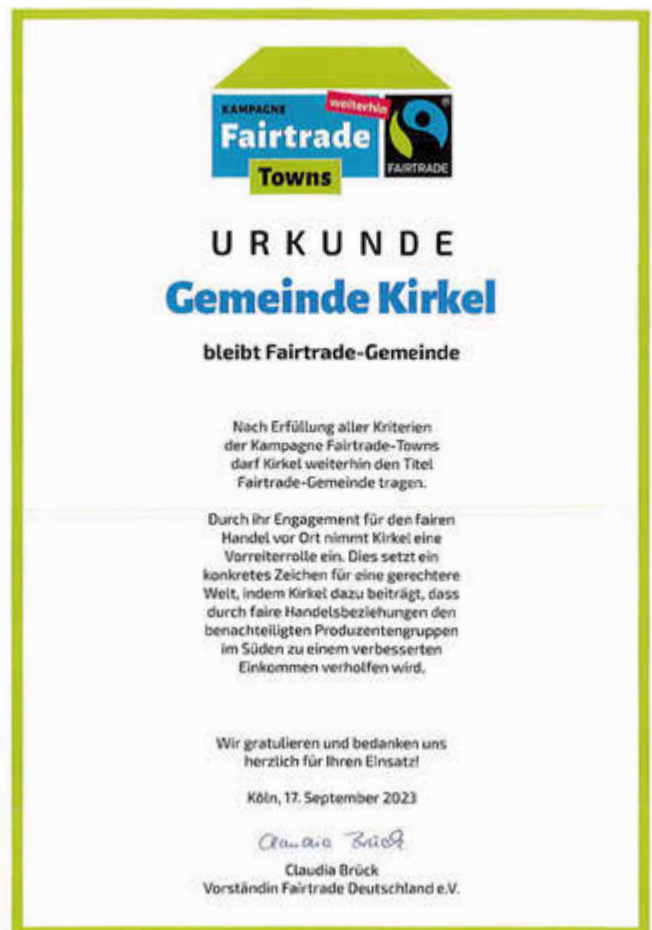 KAMPAGNE
weiterhin
Fairtrade
Towns
FAIRTRADE
®
URKUNDE
Gemeinde Kirkel
bleibt Fairtrade-Gemeinde
Nach Erfüllung aller Kriterien
der Kampagne Fairtrade-Towns
darf Kirkel weiterhin den Titel
Fairtrade-Gemeinde tragen.
Durch ihr Engagement für den fairen
Handel vor Ort nimmt Kirkel eine
Vorreiterrolle ein. Dies setzt ein
konkretes Zeichen für eine gerechtere
Welt, indem Kirkel dazu beiträgt, dass
durch faire Handelsbeziehungen den
benachteiligten Produzentengruppen
im Süden zu einem verbesserten
Einkommen verholfen wird.
Wir gratulieren und bedanken uns
herzlich für Ihren Einsatz!
Köln, 17. September 2023
Claudia Brück
Claudia Brück
Vorständin Fairtrade Deutschland e.V.